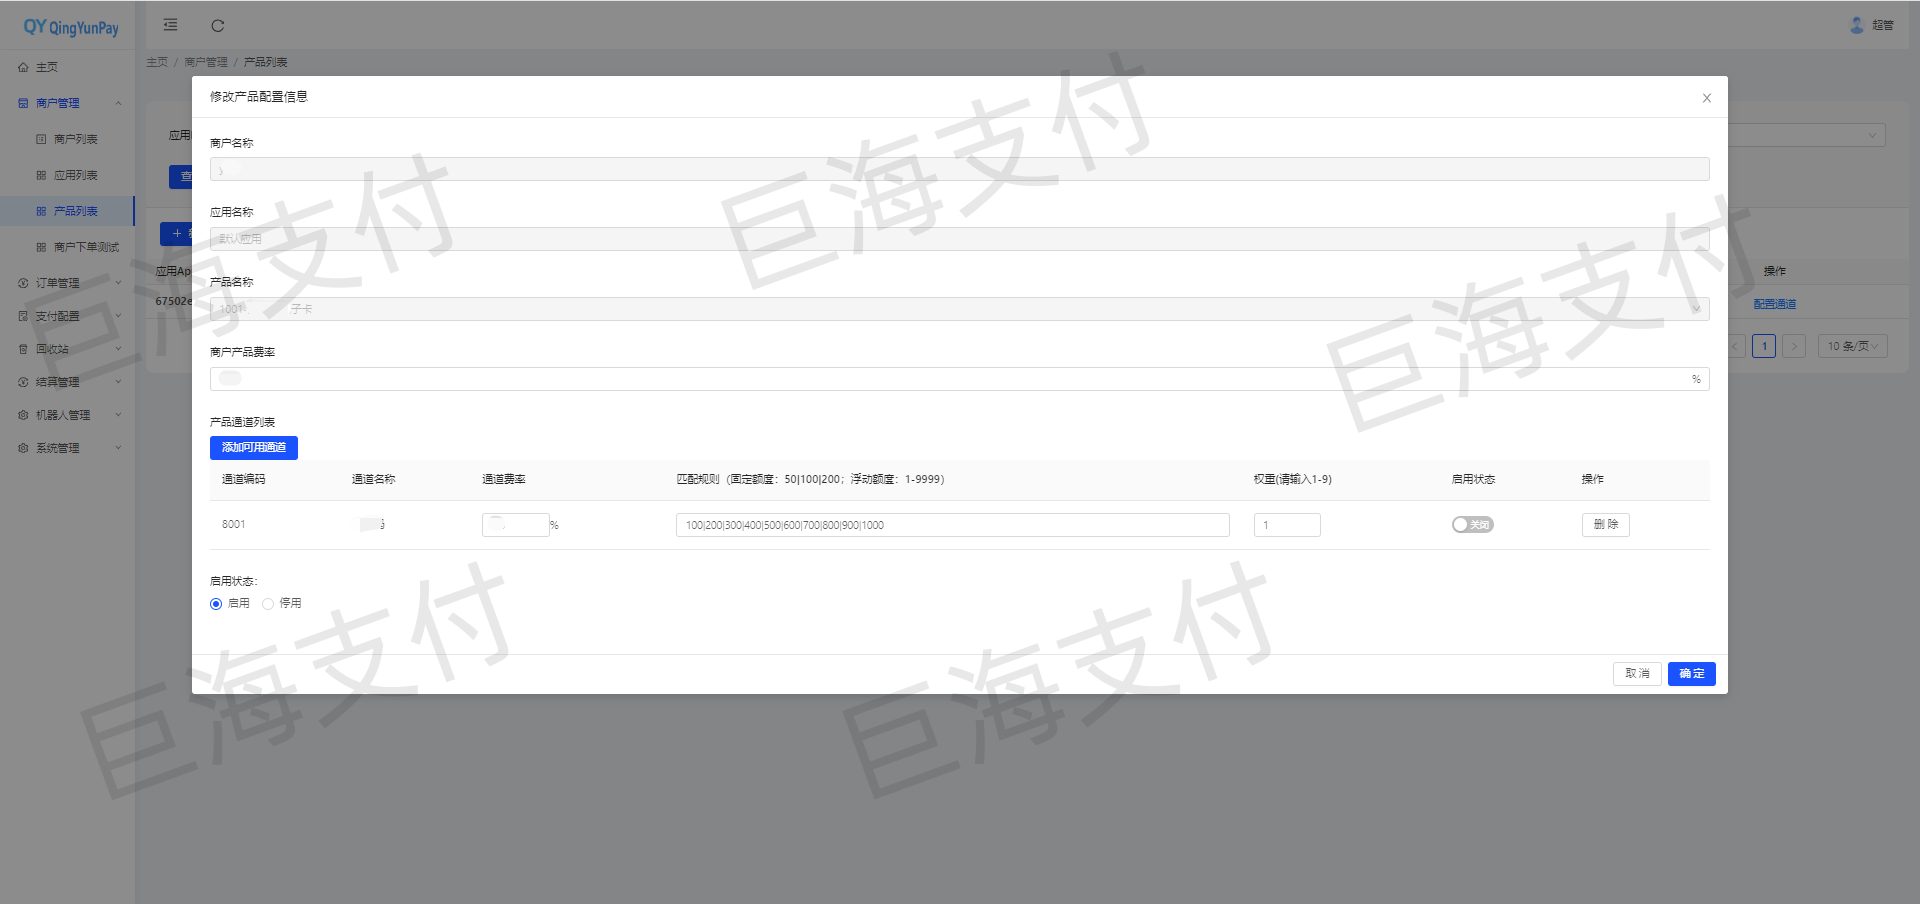 QY QingYunPay
超管
主页
商户管理
商户列表
应用列表
产品列表
商户下单测试
订单管理
支付配置
回收站
结算管理
机器人管理
系统管理
主页 / 商户管理 / 产品列表
应用
查
应用Ap
操作
67502e
配置通道
1
10 条/页
修改产品配置信息
商户名称
应用名称
默认应用
产品名称
1001 子卡
商户产品费率
%
产品通道列表
添加可用通道
通道编码 通道名称 通道费率 匹配规则（固定额度：50|100|200；浮动额度：1-9999） 权重(请输入1-9) 启用状态 操作
8001 % 100|200|300|400|500|600|700|800|900|1000 1 关闭 删 除
启用状态：
启用 停用
取 消 确 定
巨海支付
巨海支付
巨海支付
巨海支付
巨海支付